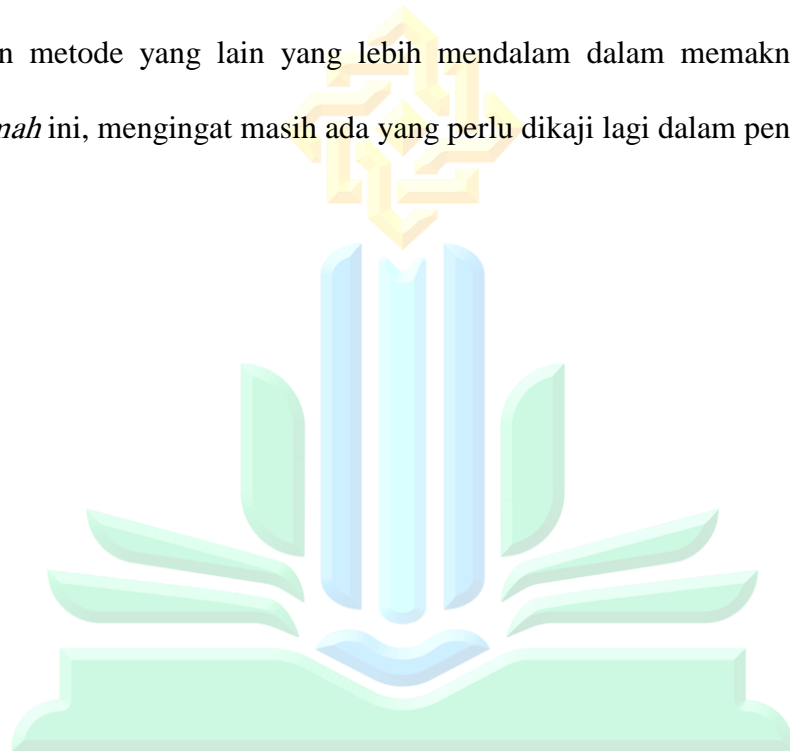 n metode yang lain yang lebih mendalam dalam memakn
nah ini, mengingat masih ada yang perlu dikaji lagi dalam pen